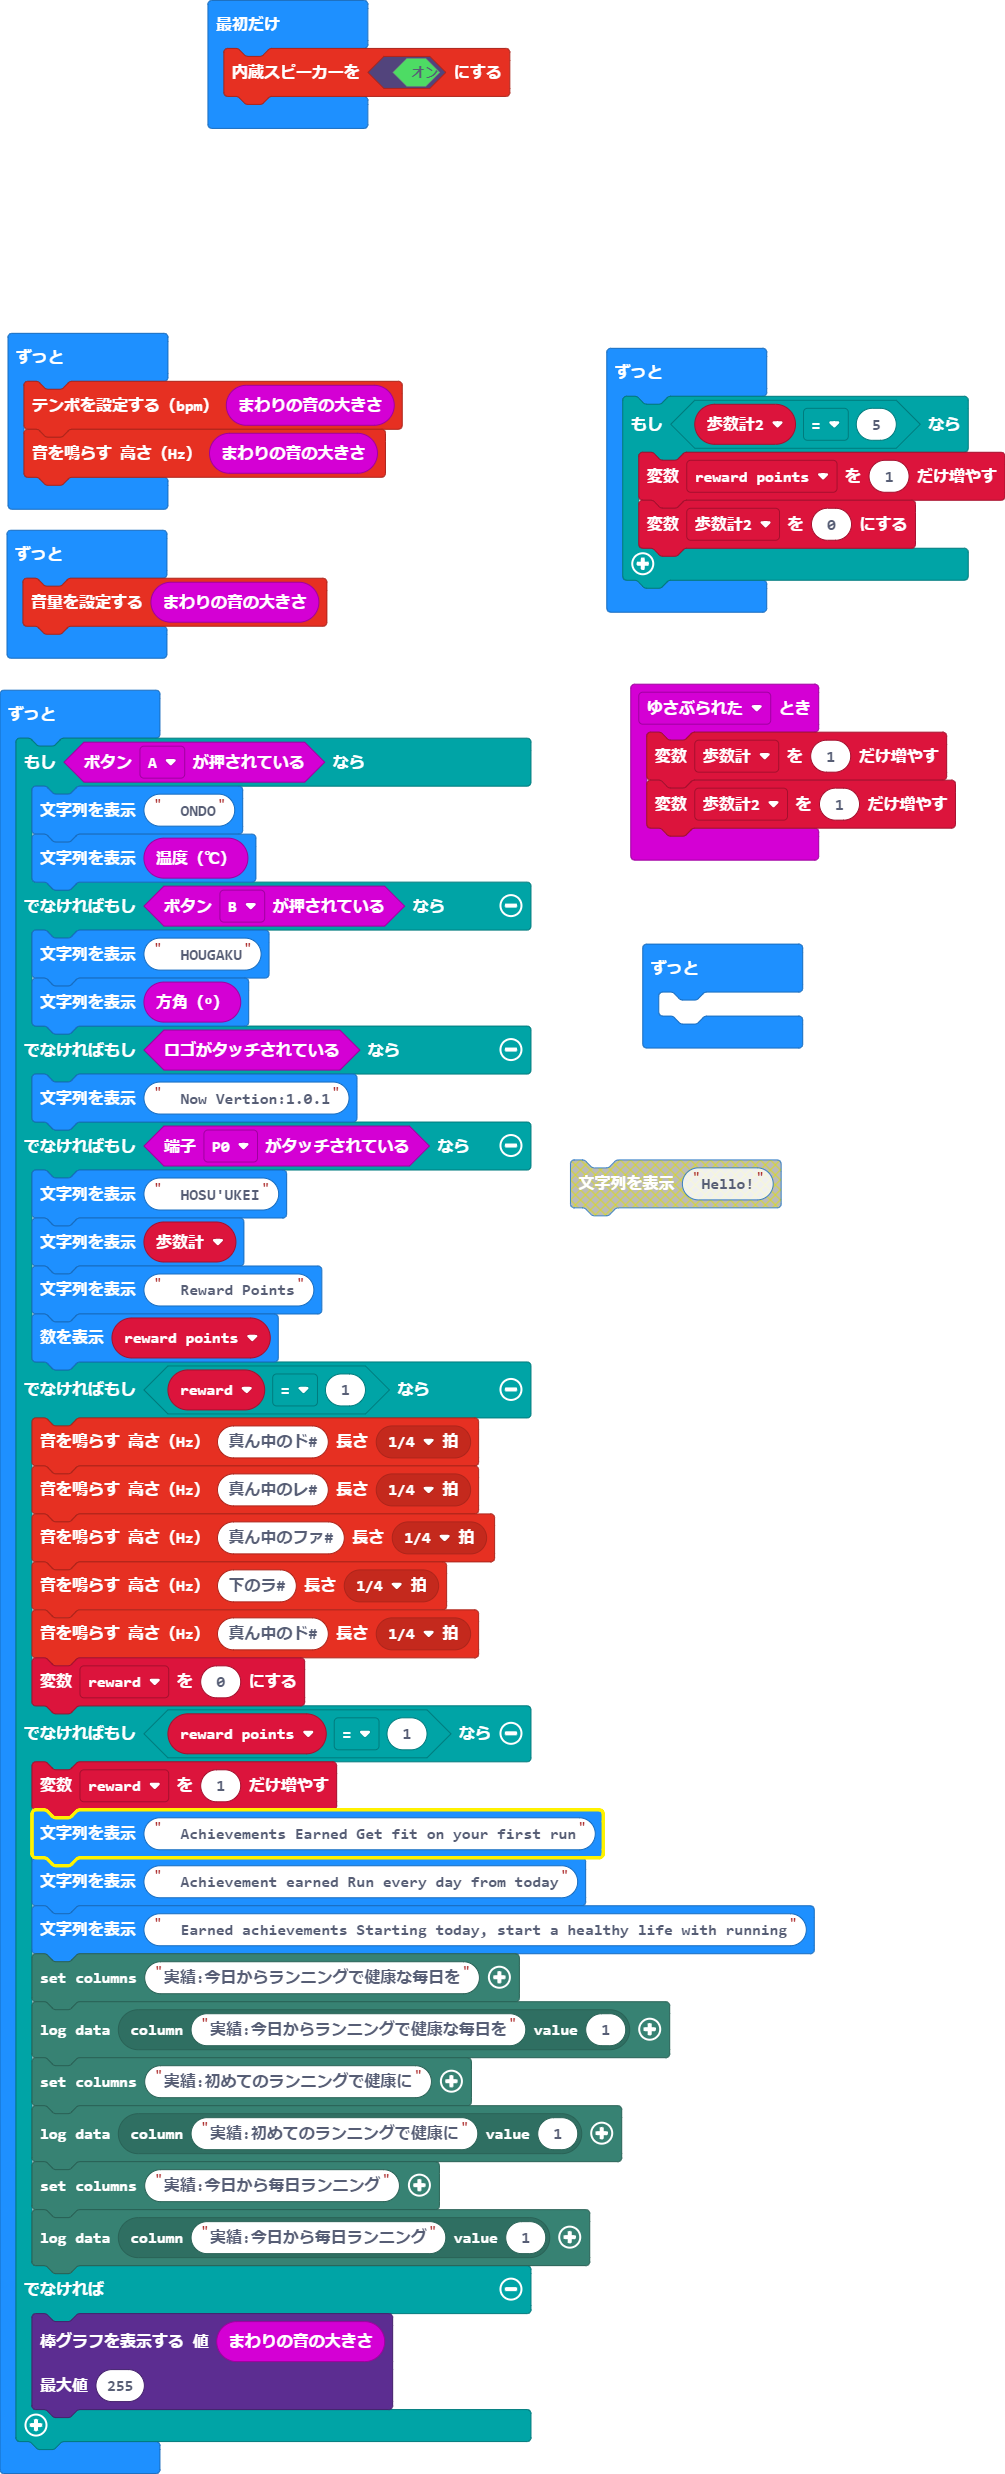 最初だけ
内蔵スピーカーを オン にする
ずっと
テンポを設定する (bpm) まわりの音の大きさ
音を鳴らす 高さ (Hz) まわりの音の大きさ
ずっと
音量を設定する まわりの音の大きさ
ずっと
もし 歩数計2 = 5 なら
変数 reward points を 1 だけ増やす
変数 歩数計2 を 0 にする
ゆさぶられた とき
変数 歩数計 を 1 だけ増やす
変数 歩数計2 を 1 だけ増やす
ずっと
文字列を表示 "Hello!"
ずっと
もし ボタン A が押されている なら
文字列を表示 " ONDO"
文字列を表示 温度 (℃)
でなければもし ボタン B が押されている なら
文字列を表示 " HOUGAKU"
文字列を表示 方角 (°)
でなければもし ロゴがタッチされている なら
文字列を表示 " Now Vertion:1.0.1"
でなければもし 端子 P0 がタッチされている なら
文字列を表示 " HOSU'UKEI"
文字列を表示 歩数計
文字列を表示 " Reward Points"
数を表示 reward points
でなければもし reward = 1 なら
音を鳴らす 高さ (Hz) 真ん中のド# 長さ 1/4 拍
音を鳴らす 高さ (Hz) 真ん中のレ# 長さ 1/4 拍
音を鳴らす 高さ (Hz) 真ん中のファ# 長さ 1/4 拍
音を鳴らす 高さ (Hz) 下のラ# 長さ 1/4 拍
音を鳴らす 高さ (Hz) 真ん中のド# 長さ 1/4 拍
変数 reward を 0 にする
でなければもし reward points = 1 なら
変数 reward を 1 だけ増やす
文字列を表示 " Achievements Earned Get fit on your first run"
文字列を表示 " Achievement earned Run every day from today"
文字列を表示 " Earned achievements Starting today, start a healthy life with running"
set columns "実績:今日からランニングで健康な毎日を"
log data column "実績:今日からランニングで健康な毎日を" value 1
set columns "実績:初めてのランニングで健康に"
log data column "実績:初めてのランニングで健康に" value 1
set columns "実績:今日から毎日ランニング"
log data column "実績:今日から毎日ランニング" value 1
でなければ
棒グラフを表示する 値 まわりの音の大きさ
最大値 255